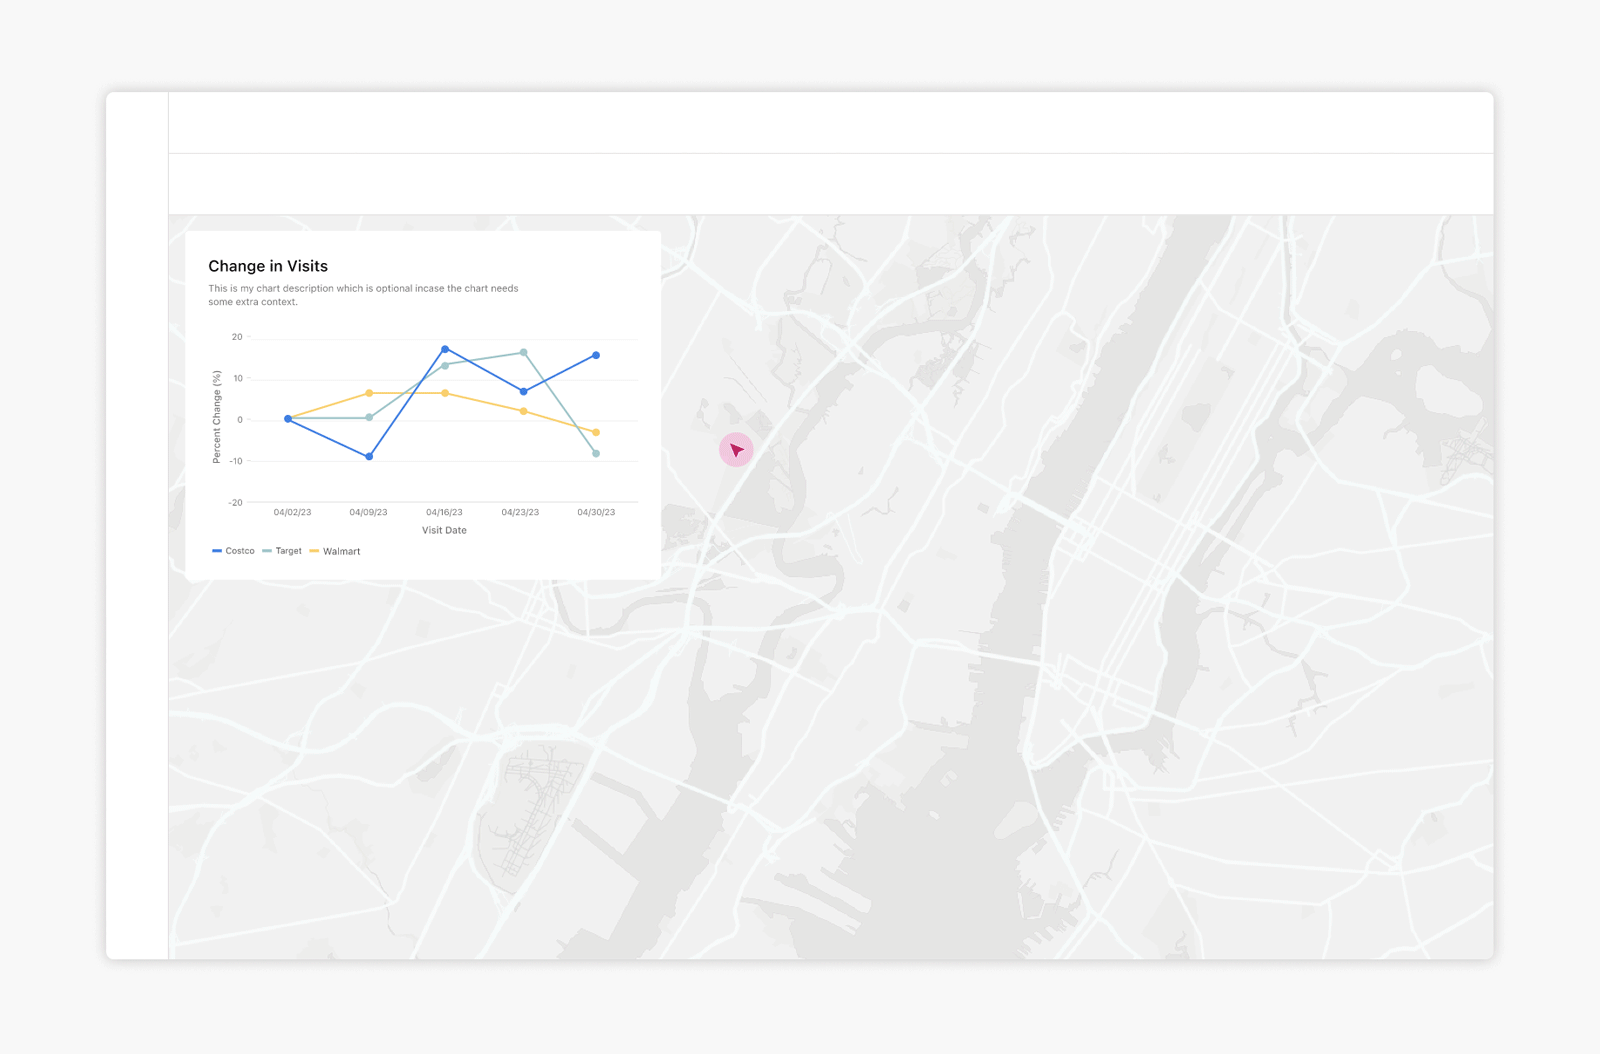 Change in Visits
This is my chart description which is optional incase the chart needs
some extra context.
20
10
0
-10
-20
Percent Change (%)
04/02/23 04/09/23 04/16/23 04/23/23 04/30/23
Visit Date
Costco Target Walmart